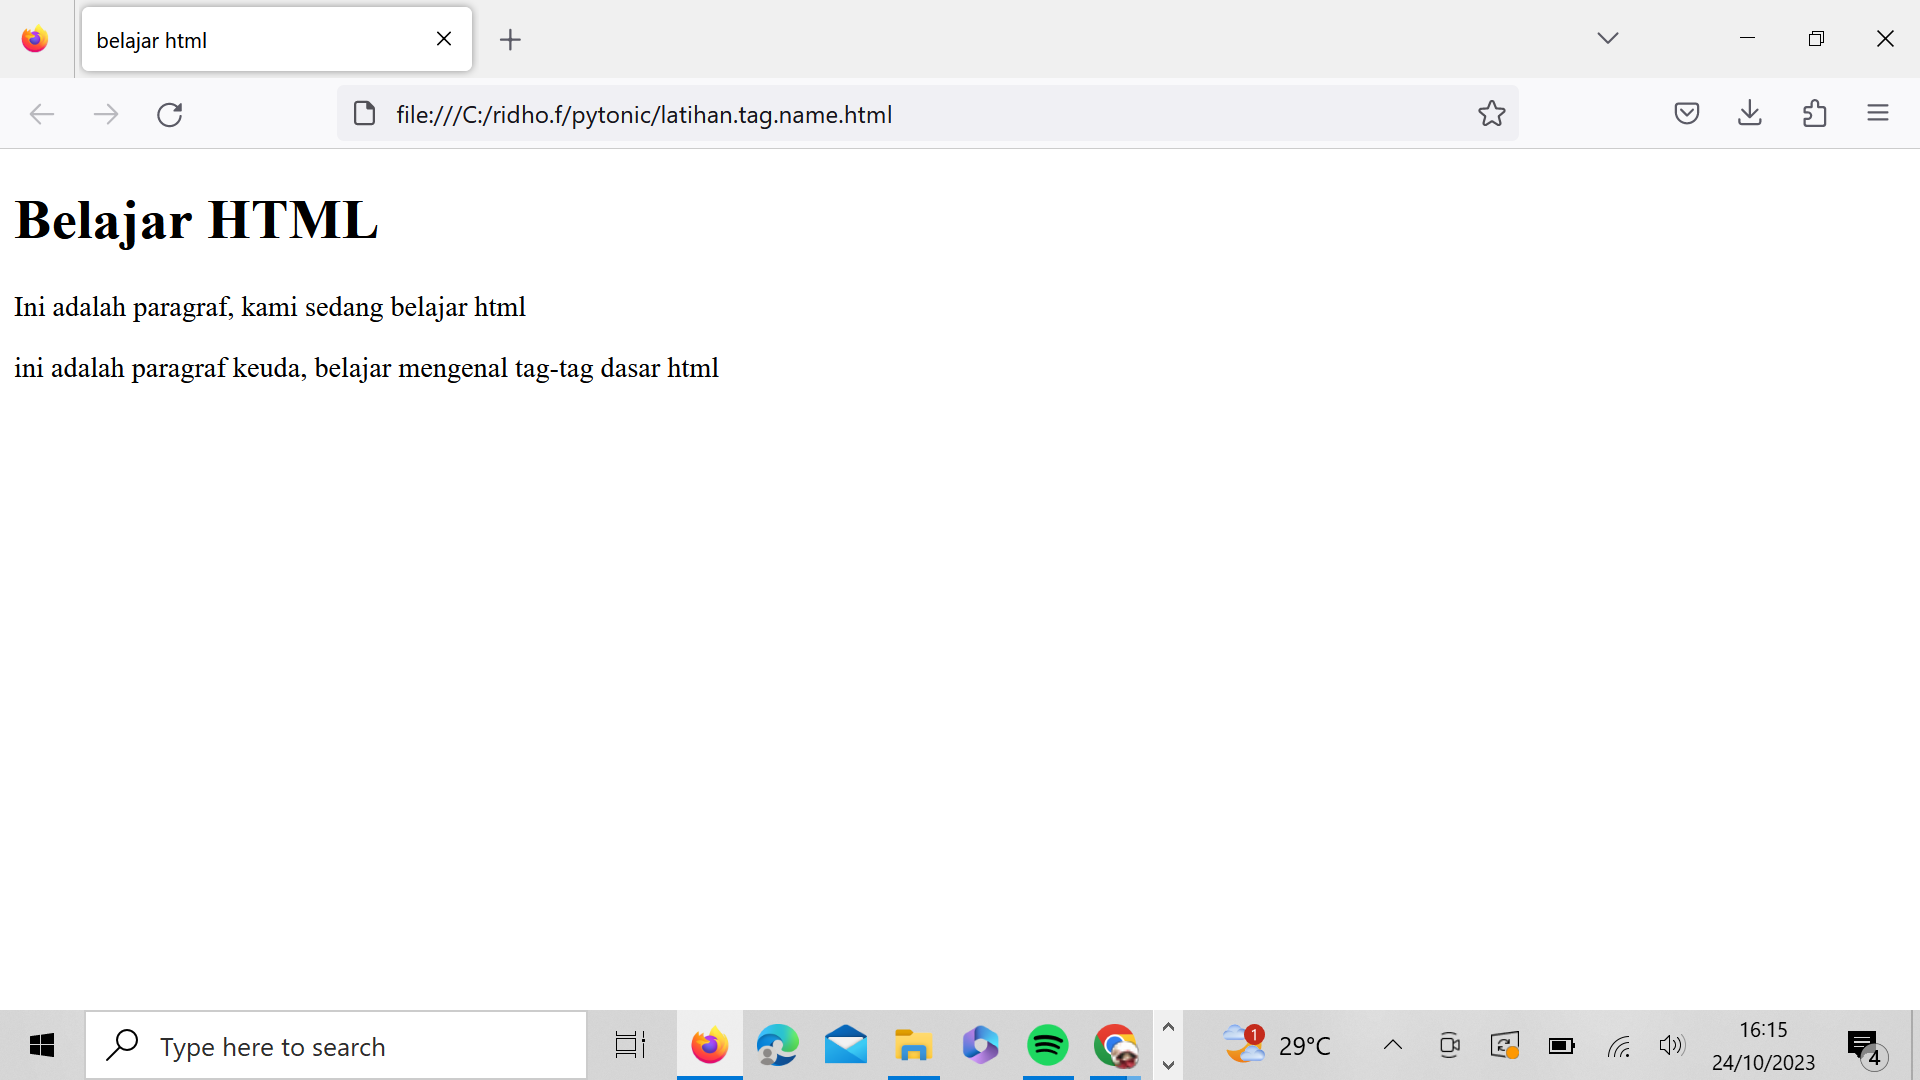 belajar html
file:///C:/ridho.f/pytonic/latihan.tag.name.html
Belajar HTML
Ini adalah paragraf, kami sedang belajar html
ini adalah paragraf keuda, belajar mengenal tag-tag dasar html
Type here to search
1
29°C
16:15
24/10/2023
4